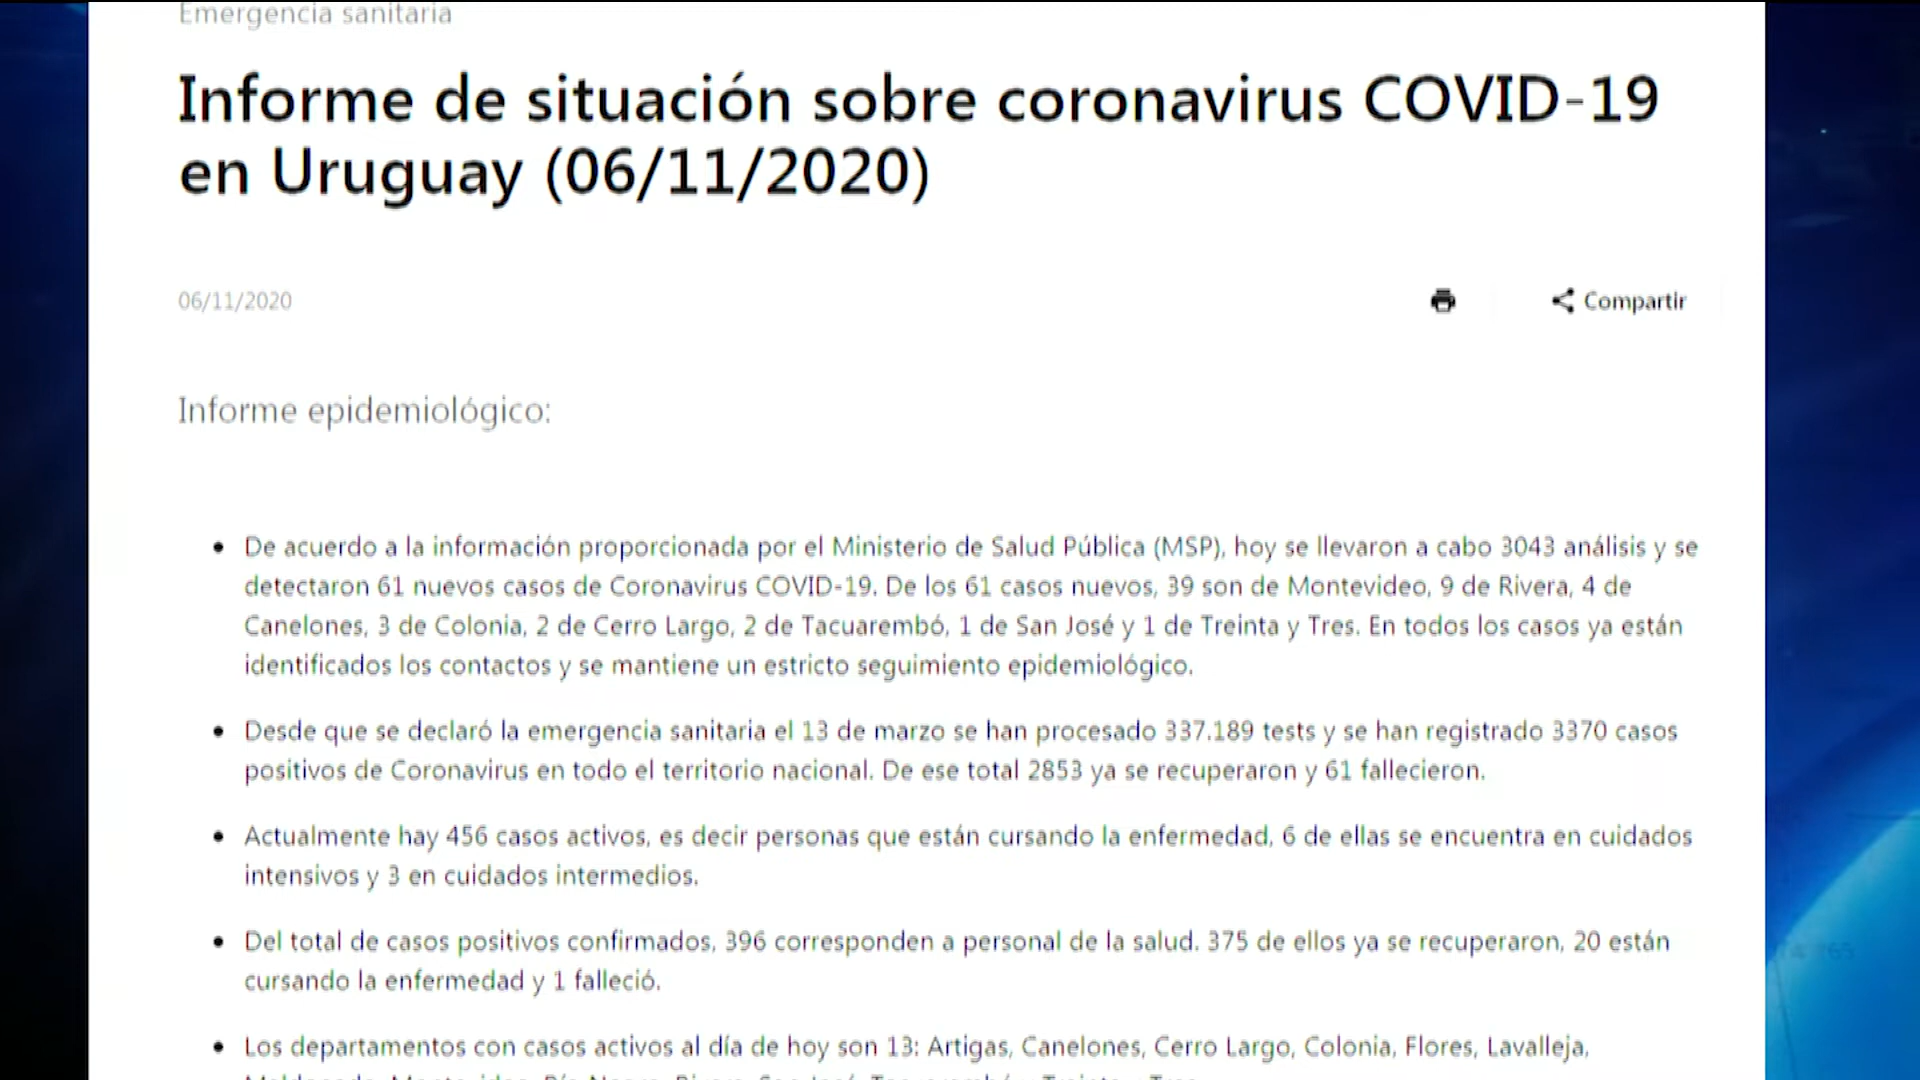 Emergencia sanitaria
Informe de situación sobre coronavirus COVID-19
en Uruguay (06/11/2020)
06/11/2020
Compartir
Informe epidemiológico:
• De acuerdo a la información proporcionada por el Ministerio de Salud Pública (MSP), hoy se llevaron a cabo 3043 análisis y se
detectaron 61 nuevos casos de Coronavirus COVID-19. De los 61 casos nuevos, 39 son de Montevideo, 9 de Rivera, 4 de
Canelones, 3 de Colonia, 2 de Cerro Largo, 2 de Tacuarembó, 1 de San José y 1 de Treinta y Tres. En todos los casos ya están
identificados los contactos y se mantiene un estricto seguimiento epidemiológico.
• Desde que se declaró la emergencia sanitaria el 13 de marzo se han procesado 337.189 tests y se han registrado 3370 casos
positivos de Coronavirus en todo el territorio nacional. De ese total 2853 ya se recuperaron y 61 fallecieron.
• Actualmente hay 456 casos activos, es decir personas que están cursando la enfermedad, 6 de ellas se encuentra en cuidados
intensivos y 3 en cuidados intermedios.
• Del total de casos positivos confirmados, 396 corresponden a personal de la salud. 375 de ellos ya se recuperaron, 20 están
cursando la enfermedad y 1 falleció.
• Los departamentos con casos activos al día de hoy son 13: Artigas, Canelones, Cerro Largo, Colonia, Flores, Lavalleja,